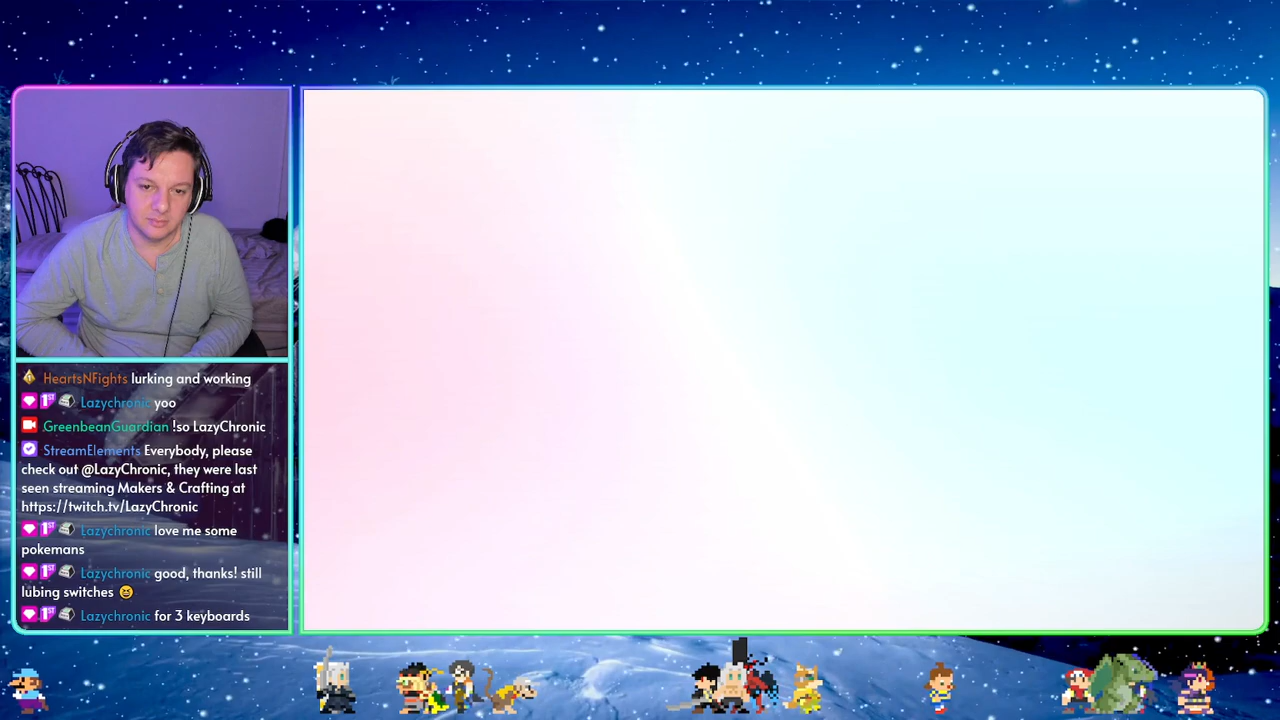 HeartsNFights lurking and working
Lazychronic yoo
GreenbeanGuardian !so LazyChronic
StreamElements Everybody, please
check out @LazyChronic, they were last
seen streaming Makers & Crafting at
https://twitch.tv/LazyChronic
Lazychronic love me some
pokemans
Lazychronic good, thanks! still
lubing switches 😆
Lazychronic for 3 keyboards